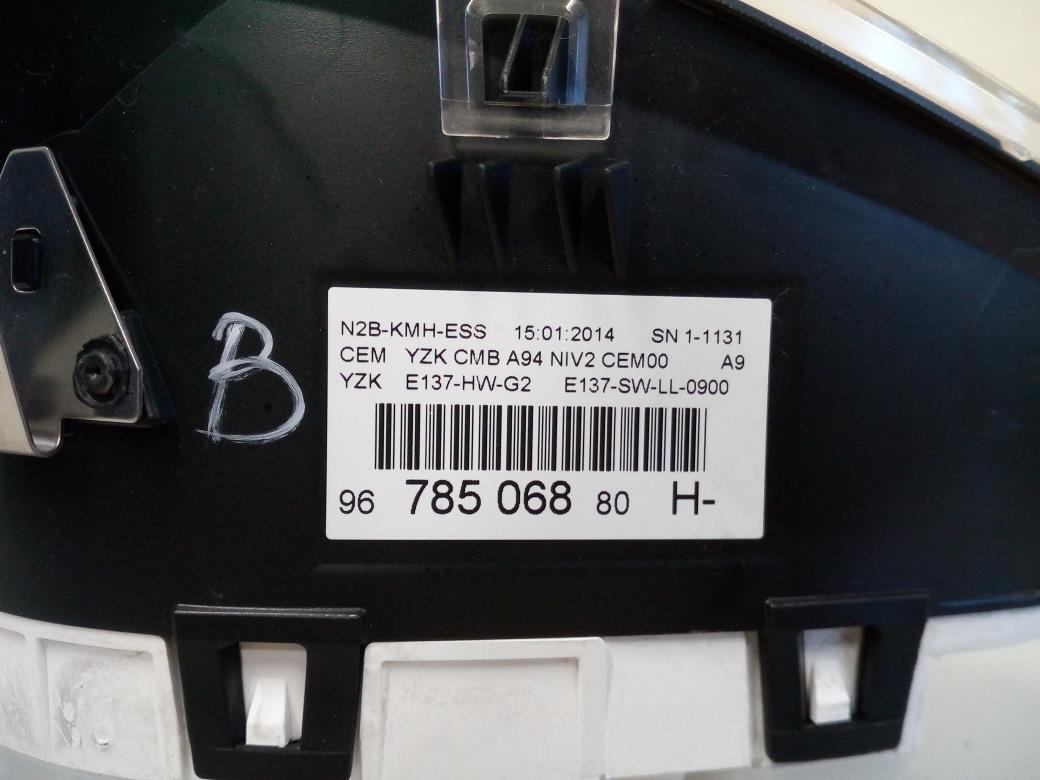 N2B-KMH-ESS 15:01:2014 SN 1-1131
CEM YZK CMB A94 NIV2 CEM00 A9
YZK E137-HW-G2 E137-SW-LL-0900
96 785 068 80 H-
B